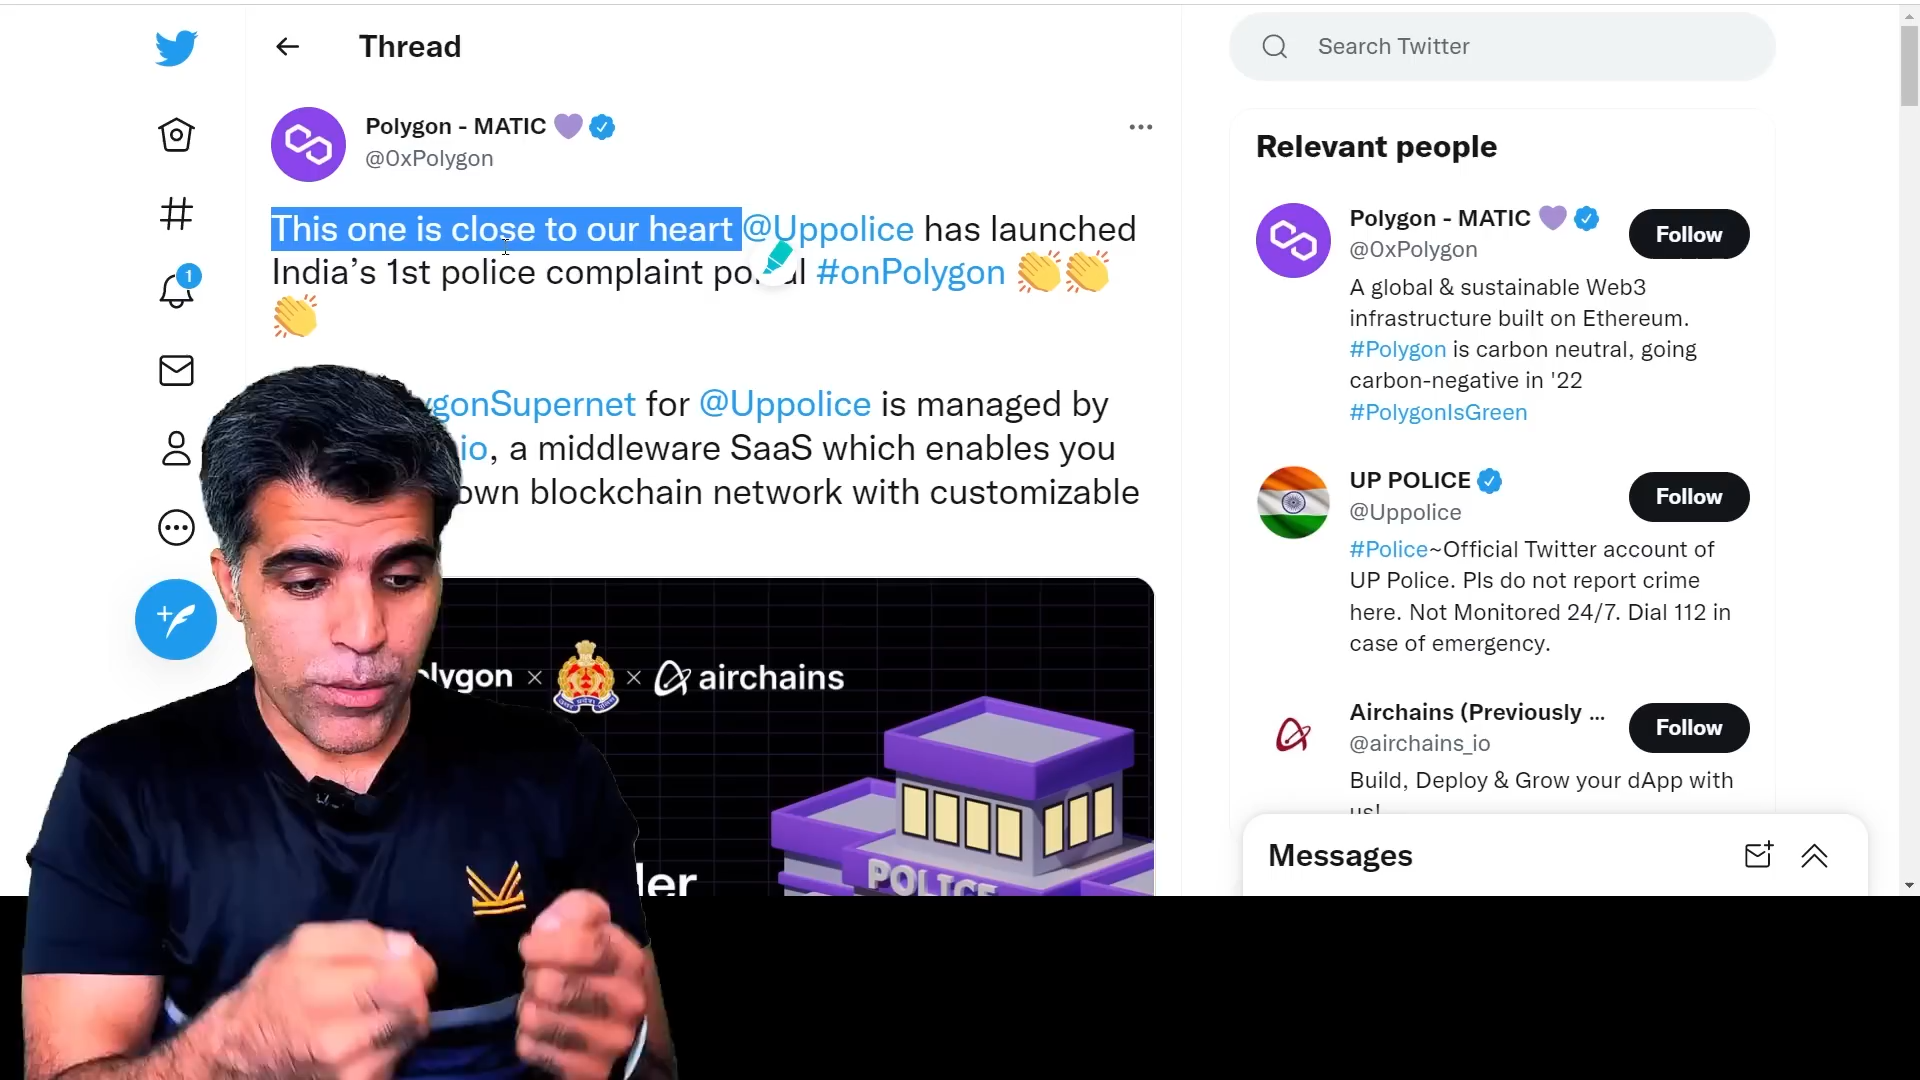 Thread
Search Twitter
Polygon - MATIC 💜
@0xPolygon
This one is close to our heart @Uppolice has launched
India’s 1st police complaint #onPolygon 👏👏
👏
for @Uppolice is managed by
, a middleware SaaS which enables you
own blockchain network with customizable
× × airchains
POLICE
1
Relevant people
Polygon - MATIC 💜
@0xPolygon
Follow
A global & sustainable Web3
infrastructure built on Ethereum.
#Polygon is carbon neutral, going
carbon-negative in '22
#PolygonIsGreen
UP POLICE
@Uppolice
Follow
#Police~Official Twitter account of
UP Police. Pls do not report crime
here. Not Monitored 24/7. Dial 112 in
case of emergency.
Airchains (Previously ...
@airchains_io
Follow
Build, Deploy & Grow your dApp with
us!
Messages